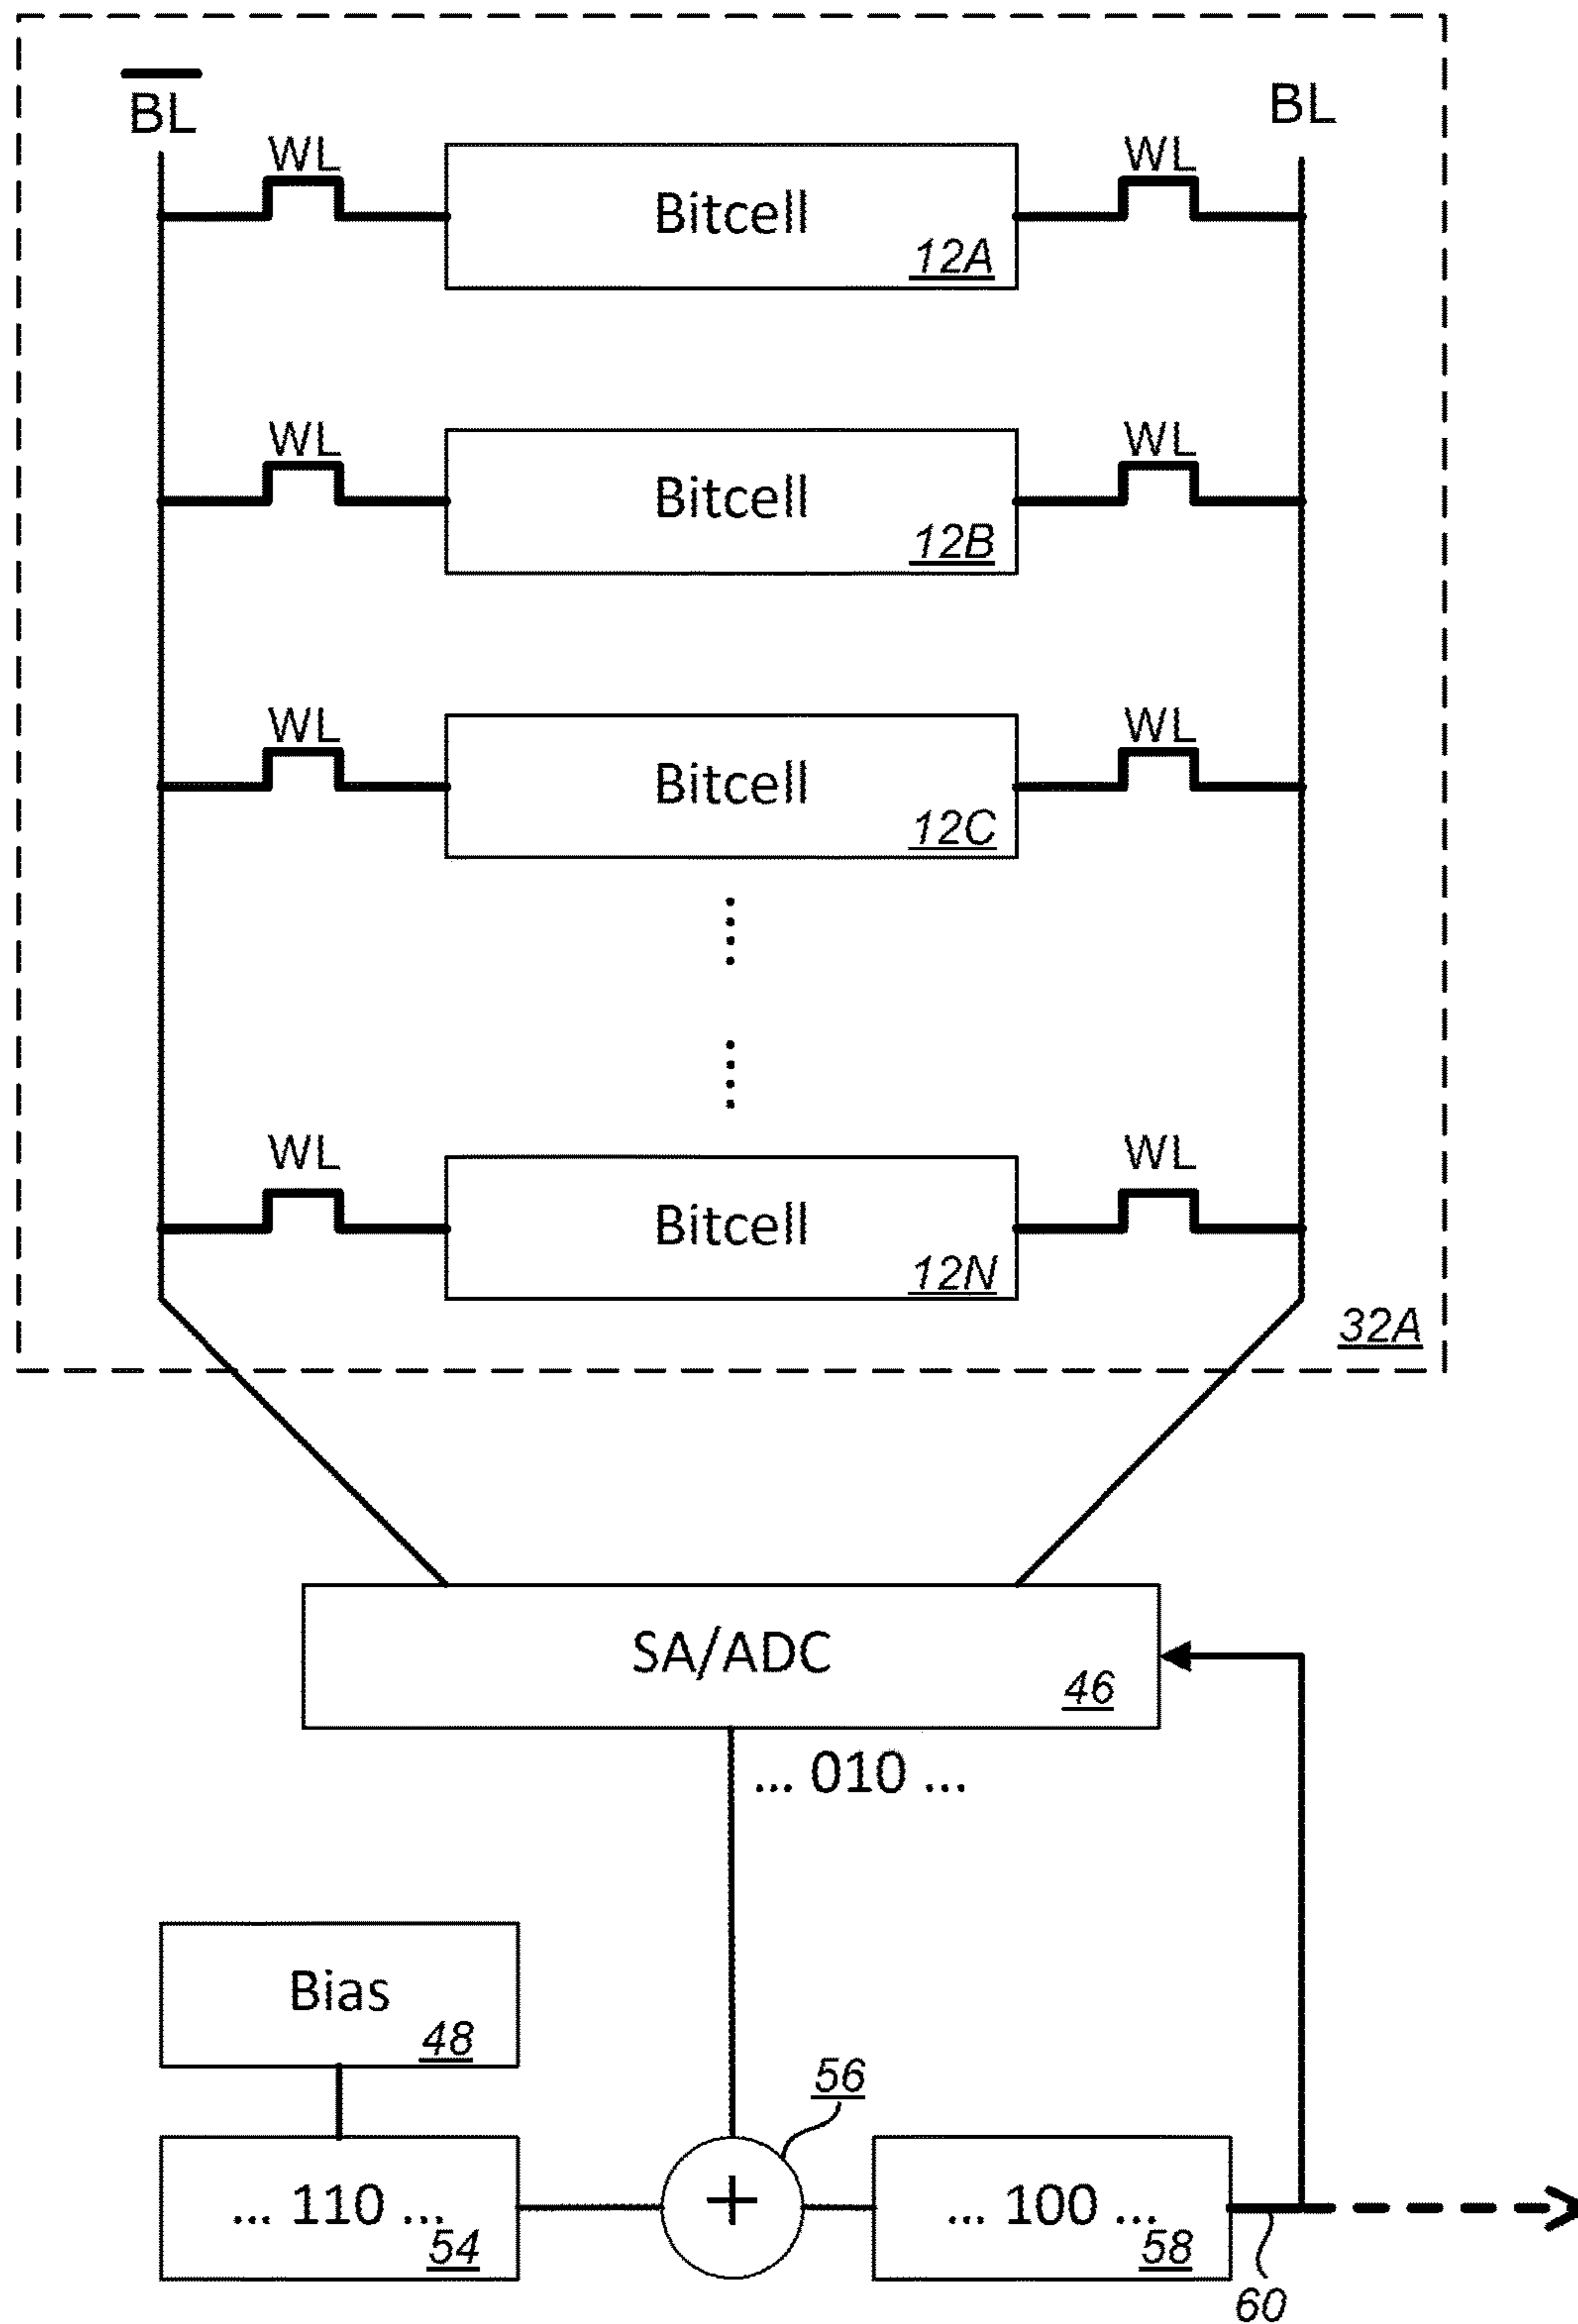 BL BL
WL WL
Bitcell
12A
WL WL
Bitcell
12B
WL WL
Bitcell
12C
WL WL
Bitcell
12N
32A
SA/ADC
46
... 010 ...
Bias
48
56
+
... 110 ...
54
... 100 ...
58
60